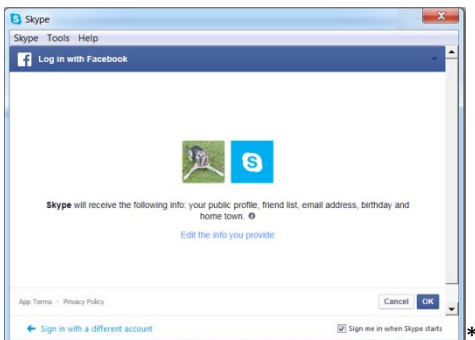 Skype
Skype Tools Help
f Log in with Facebook
S
Skype will receive the following info: your public profile, friend list, email address, birthday and
home town.
Edit the info you provide
App Terms · Privacy Policy
Cancel OK
Sign in with a different account
Sign me in when Skype starts
*